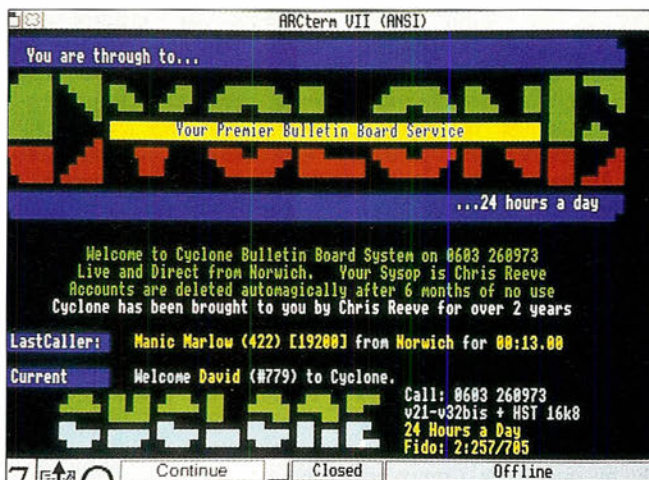 ARCterm VII (ANSI)
You are through to...
CYCLONE
Your Premier Bulletin Board Service
...24 hours a day
Welcome to Cyclone Bulletin Board System on 0603 260973
Live and Direct from Norwich. Your Sysop is Chris Reeve
Accounts are deleted automagically after 6 months of no use
Cyclone has been brought to you by Chris Reeve for over 2 years
LastCaller: Manic Marlow (422) [19200] from Norwich for 00:13.00
Current Welcome David (#779) to Cyclone.
CYCLONE
Call: 0603 260973
v21-v32bis + HST 16k8
24 Hours a Day
Fido: 2:257/705
Continue Closed Offline